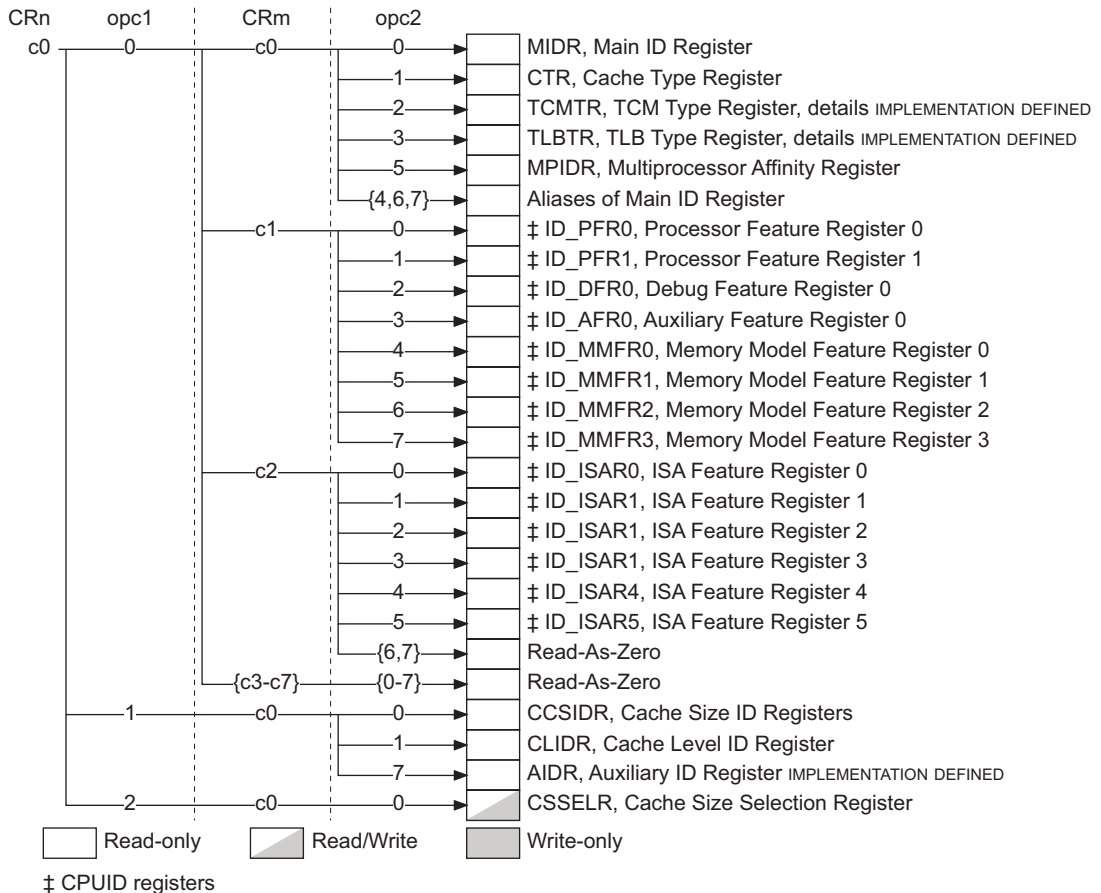 CRn opc1 CRm opc2
c0 0 c0 0 MIDR, Main ID Register
1 CTR, Cache Type Register
2 TCMTR, TCM Type Register, details IMPLEMENTATION DEFINED
3 TLBTR, TLB Type Register, details IMPLEMENTATION DEFINED
5 MPIDR, Multiprocessor Affinity Register
{4,6,7} Aliases of Main ID Register
c1 0 ‡ ID_PFR0, Processor Feature Register 0
1 ‡ ID_PFR1, Processor Feature Register 1
2 ‡ ID_DFR0, Debug Feature Register 0
3 ‡ ID_AFR0, Auxiliary Feature Register 0
4 ‡ ID_MMFR0, Memory Model Feature Register 0
5 ‡ ID_MMFR1, Memory Model Feature Register 1
6 ‡ ID_MMFR2, Memory Model Feature Register 2
7 ‡ ID_MMFR3, Memory Model Feature Register 3
c2 0 ‡ ID_ISAR0, ISA Feature Register 0
1 ‡ ID_ISAR1, ISA Feature Register 1
2 ‡ ID_ISAR1, ISA Feature Register 2
3 ‡ ID_ISAR1, ISA Feature Register 3
4 ‡ ID_ISAR4, ISA Feature Register 4
5 ‡ ID_ISAR5, ISA Feature Register 5
{6,7} Read-As-Zero
{c3-c7} {0-7} Read-As-Zero
1 c0 0 CCSIDR, Cache Size ID Registers
1 CLIDR, Cache Level ID Register
7 AIDR, Auxiliary ID Register IMPLEMENTATION DEFINED
2 c0 0 CSSELR, Cache Size Selection Register
Read-only Read/Write Write-only
‡ CPUID registers